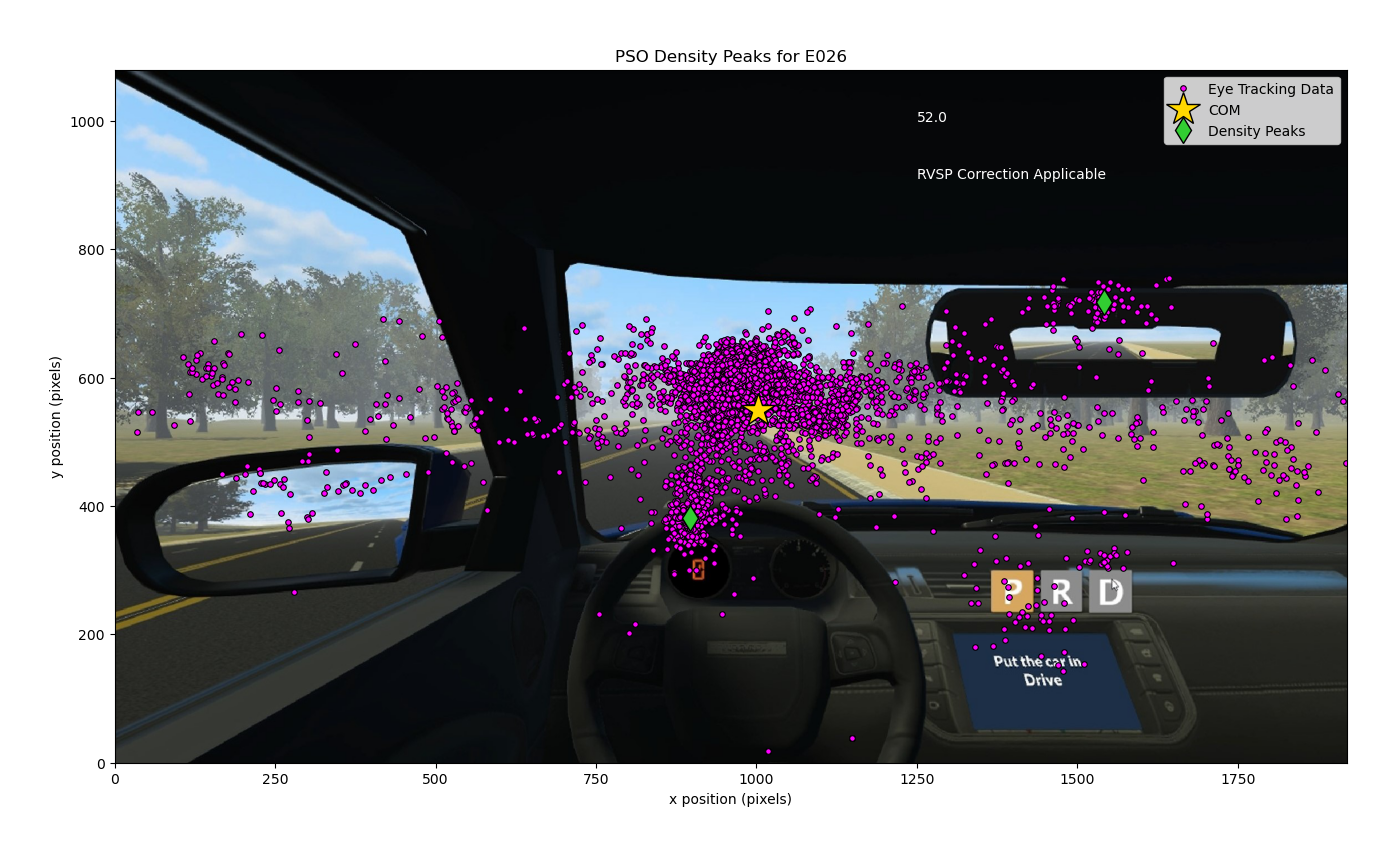 PSO Density Peaks for E026
Eye Tracking Data
COM
Density Peaks
52.0
RVSP Correction Applicable
1000
800
600
400
200
0
y position (pixels)
P R D
Put the car in
Drive
0 250 500 750 1000 1250 1500 1750
x position (pixels)